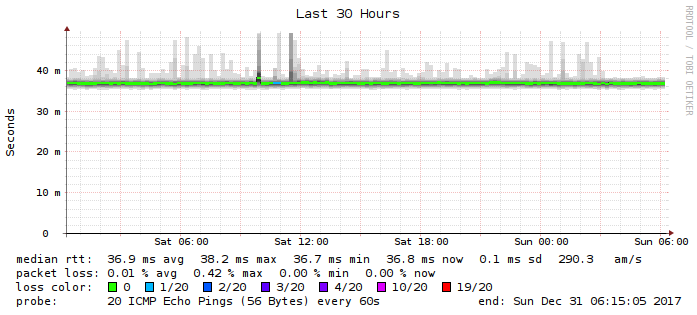 Last 30 Hours
RRDTOOL / TOBI OETIKER
Seconds
40 m
30 m
20 m
10 m
0
Sat 06:00 Sat 12:00 Sat 18:00 Sun 00:00 Sun 06:00
median rtt: 36.9 ms avg 38.2 ms max 36.7 ms min 36.8 ms now 0.1 ms sd 290.3 am/s
packet loss: 0.01 % avg 0.42 % max 0.00 % min 0.00 % now
loss color: 0 1/20 2/20 3/20 4/20 10/20 19/20
probe: 20 ICMP Echo Pings (56 Bytes) every 60s end: Sun Dec 31 06:15:05 2017